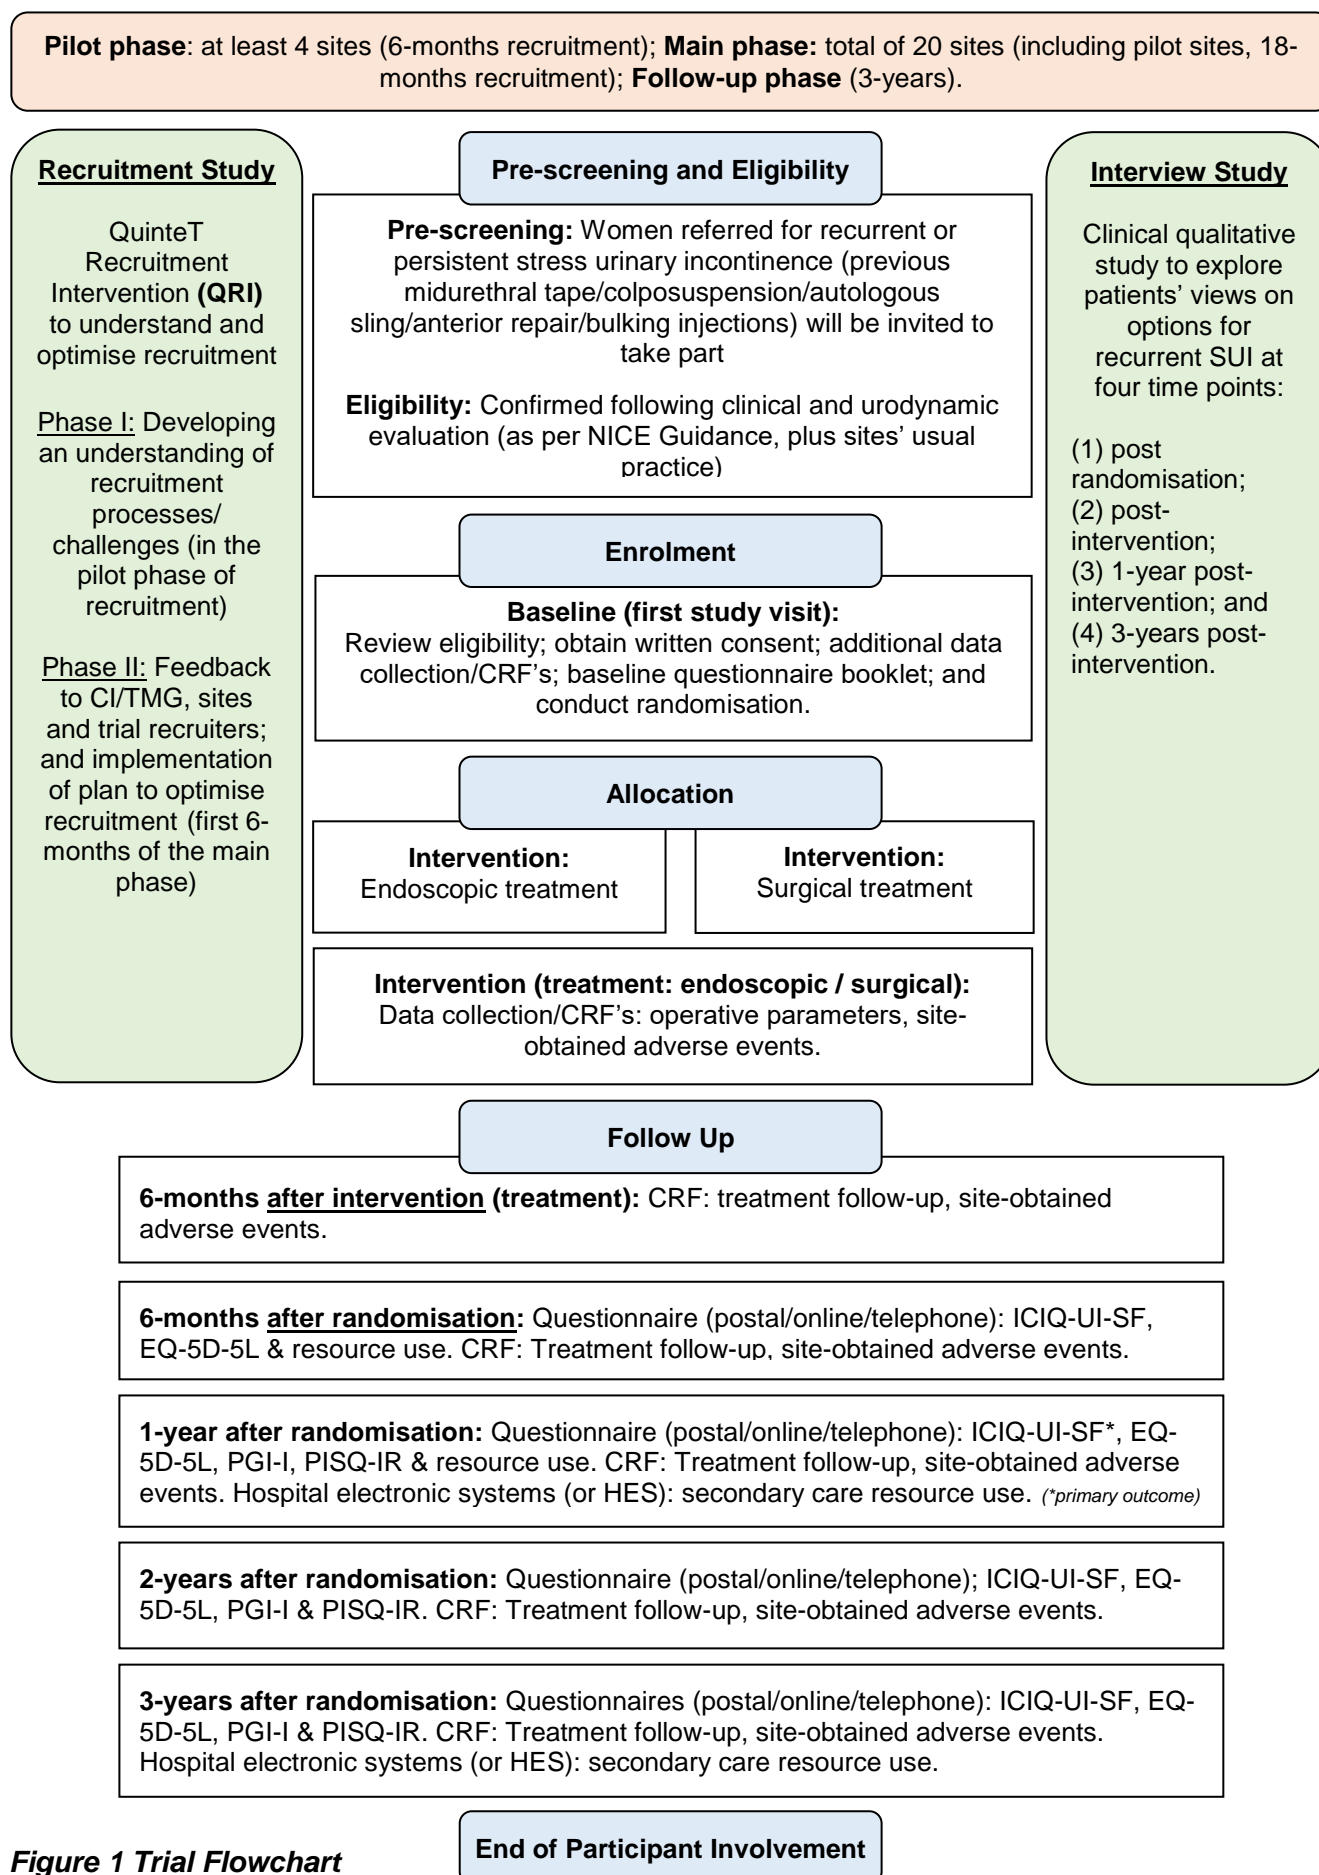 Pilot phase: at least 4 sites (6-months recruitment); Main phase: total of 20 sites (including pilot sites, 18-
months recruitment); Follow-up phase (3-years).
Recruitment Study
QuinteT
Recruitment
Intervention (QRI)
to understand and
optimise recruitment
Phase I: Developing
an understanding of
recruitment
processes/
challenges (in the
pilot phase of
recruitment)
Phase II: Feedback
to CI/TMG, sites
and trial recruiters;
and implementation
of plan to optimise
recruitment (first 6-
months of the main
phase)
Pre-screening and Eligibility
Pre-screening: Women referred for recurrent or
persistent stress urinary incontinence (previous
midurethral tape/colposuspension/autologous
sling/anterior repair/bulking injections) will be invited to
take part
Eligibility: Confirmed following clinical and urodynamic
evaluation (as per NICE Guidance, plus sites' usual
practice)
Enrolment
Baseline (first study visit):
Review eligibility; obtain written consent; additional data
collection/CRF's; baseline questionnaire booklet; and
conduct randomisation.
Allocation
Intervention:
Endoscopic treatment
Intervention:
Surgical treatment
Intervention (treatment: endoscopic / surgical):
Data collection/CRF's: operative parameters, site-
obtained adverse events.
Interview Study
Clinical qualitative
study to explore
patients' views on
options for
recurrent SUI at
four time points:
(1) post
randomisation;
(2) post-
intervention;
(3) 1-year post-
intervention; and
(4) 3-years post-
intervention.
Follow Up
6-months after intervention (treatment): CRF: treatment follow-up, site-obtained
adverse events.
6-months after randomisation: Questionnaire (postal/online/telephone): ICIQ-UI-SF,
EQ-5D-5L & resource use. CRF: Treatment follow-up, site-obtained adverse events.
1-year after randomisation: Questionnaire (postal/online/telephone): ICIQ-UI-SF*, EQ-
5D-5L, PGI-I, PISQ-IR & resource use. CRF: Treatment follow-up, site-obtained adverse
events. Hospital electronic systems (or HES): secondary care resource use. (*primary outcome)
2-years after randomisation: Questionnaire (postal/online/telephone); ICIQ-UI-SF, EQ-
5D-5L, PGI-I & PISQ-IR. CRF: Treatment follow-up, site-obtained adverse events.
3-years after randomisation: Questionnaires (postal/online/telephone): ICIQ-UI-SF, EQ-
5D-5L, PGI-I & PISQ-IR. CRF: Treatment follow-up, site-obtained adverse events.
Hospital electronic systems (or HES): secondary care resource use.
End of Participant Involvement
Figure 1 Trial Flowchart